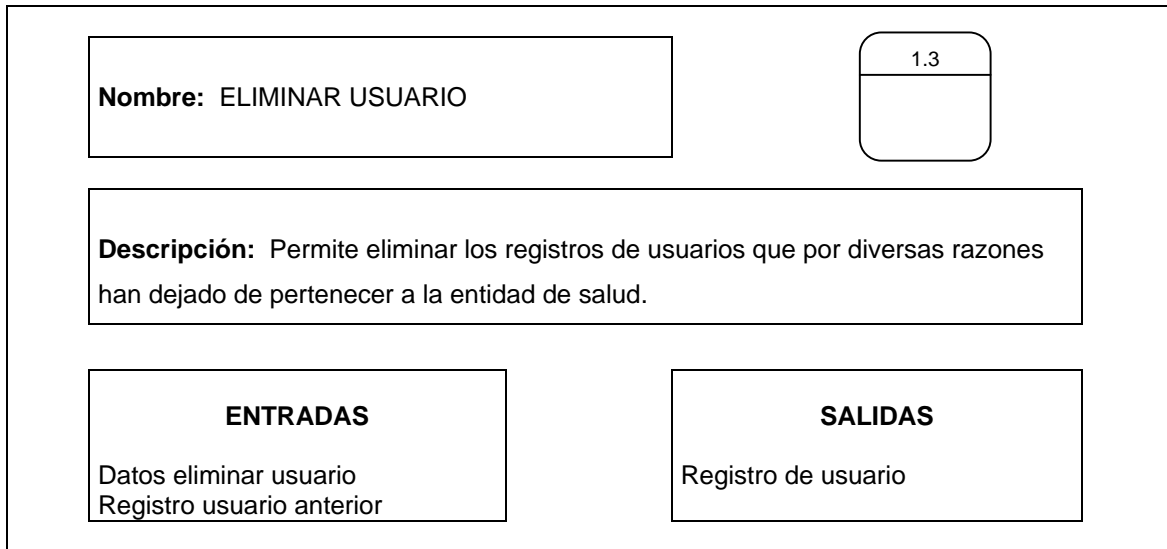 1.3
Nombre: ELIMINAR USUARIO
Descripción: Permite eliminar los registros de usuarios que por diversas razones
han dejado de pertenecer a la entidad de salud.
ENTRADAS
Datos eliminar usuario
Registro usuario anterior
SALIDAS
Registro de usuario